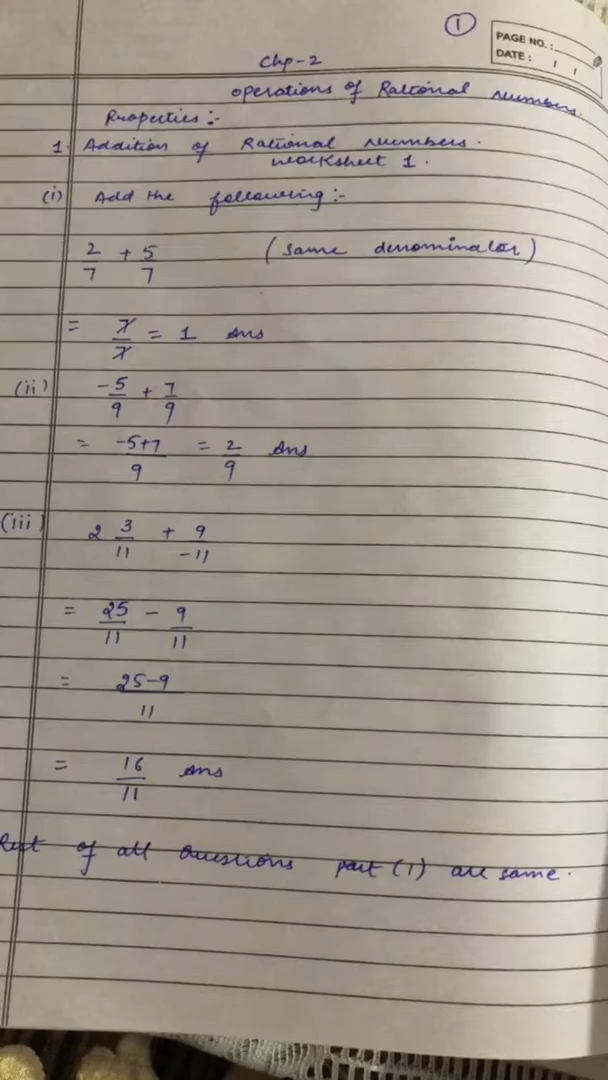 1
PAGE NO.:
DATE:
Chp-2
operations of Rational Numbers.
Properties:-
1. Addition of Rational Numbers.
Worksheet 1.
(i) Add the following:-
2/7 + 5/7 (same denominator)
= 7/7 = 1 Ans
(ii) -5/9 + 7/9
= -5+7/9 = 2/9 Ans
(iii) 2 3/11 + 9/-11
= 25/11 - 9/11
= 25-9/11
= 16/11 Ans
Rest of all Questions part (1) are same.